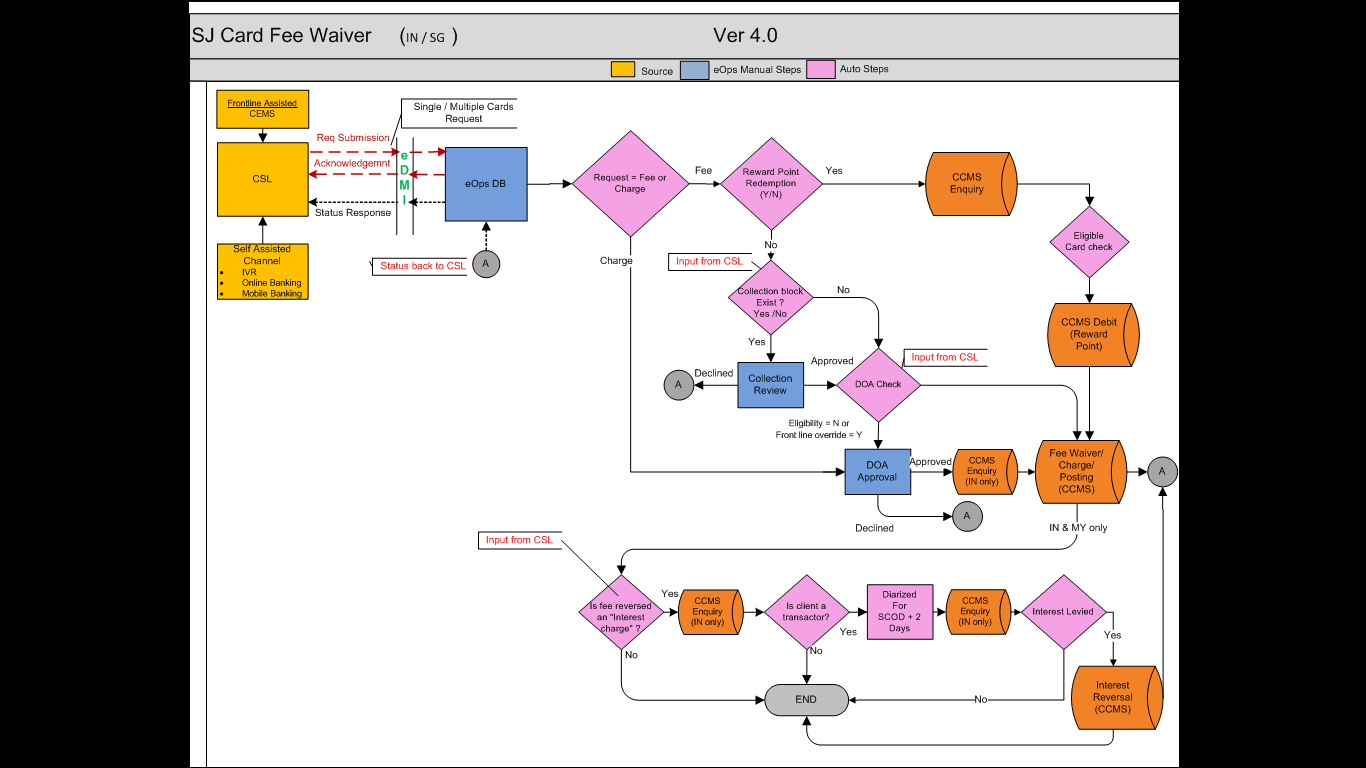 SJ Card Fee Waiver (IN / SG ) Ver 4.0
Source eOps Manual Steps Auto Steps
Frontline Assisted
CEMS
Single / Multiple Cards
Request
Req Submission
Acknowledgemnt
CSL
eDMI
eOps DB
Status Response
Self Assisted
Channel
• IVR
• Online Banking
• Mobile Banking
Status back to CSL
A
Request = Fee or
Charge
Fee
Charge
Reward Point
Redemption
(Y/N)
Yes
No
CCMS
Enquiry
Eligible
Card check
CCMS Debit
(Reward
Point)
Input from CSL
Collection block
Exist ?
Yes /No
No
Yes
Collection
Review
Declined
A
Approved
Input from CSL
DOA Check
Eligibility = N or
Front line override = Y
DOA
Approval
Approved
CCMS
Enquiry
(IN only)
Fee Waiver/
Charge/
Posting
(CCMS)
A
Declined
A
IN & MY only
Input from CSL
Is fee reversed
an "Interest
charge" ?
Yes
No
CCMS
Enquiry
(IN only)
Is client a
transactor?
Yes
No
Diarized
For
SCOD + 2
Days
CCMS
Enquiry
(IN only)
Interest Levied
Yes
No
Interest
Reversal
(CCMS)
END